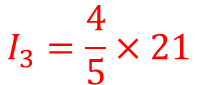 I₃ = 4/5 × 21